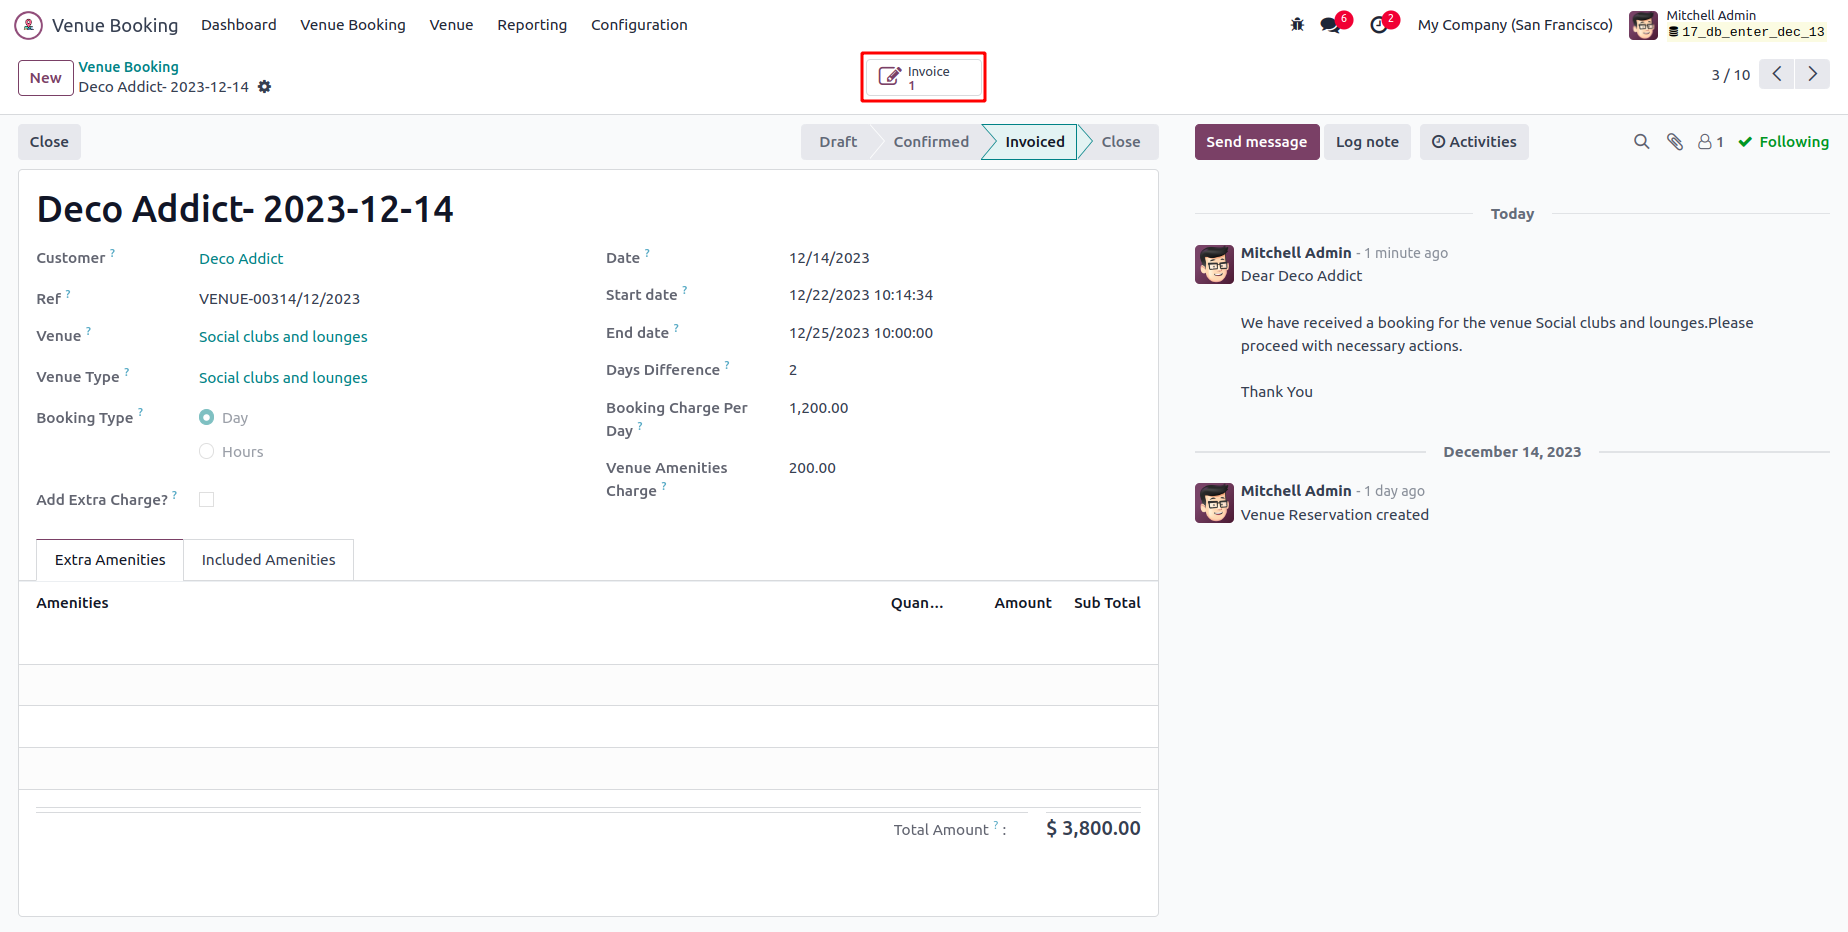 Venue Booking Dashboard Venue Booking Venue Reporting Configuration 6 2 My Company (San Francisco) Mitchell Admin
17_db_enter_dec_13
New Venue Booking
Deco Addict- 2023-12-14
Invoice
1
3 / 10
Close Draft Confirmed Invoiced Close
Deco Addict- 2023-12-14
Customer ? Deco Addict
Ref ? VENUE-00314/12/2023
Venue ? Social clubs and lounges
Venue Type ? Social clubs and lounges
Booking Type ? Day
Hours
Add Extra Charge? ?
Date ? 12/14/2023
Start date ? 12/22/2023 10:14:34
End date ? 12/25/2023 10:00:00
Days Difference ? 2
Booking Charge Per 1,200.00
Day ?
Venue Amenities 200.00
Charge ?
Extra Amenities Included Amenities
Amenities Quan... Amount Sub Total
Total Amount ? : $ 3,800.00
Send message Log note Activities 1 Following
Today
Mitchell Admin - 1 minute ago
Dear Deco Addict
We have received a booking for the venue Social clubs and lounges.Please
proceed with necessary actions.
Thank You
December 14, 2023
Mitchell Admin - 1 day ago
Venue Reservation created